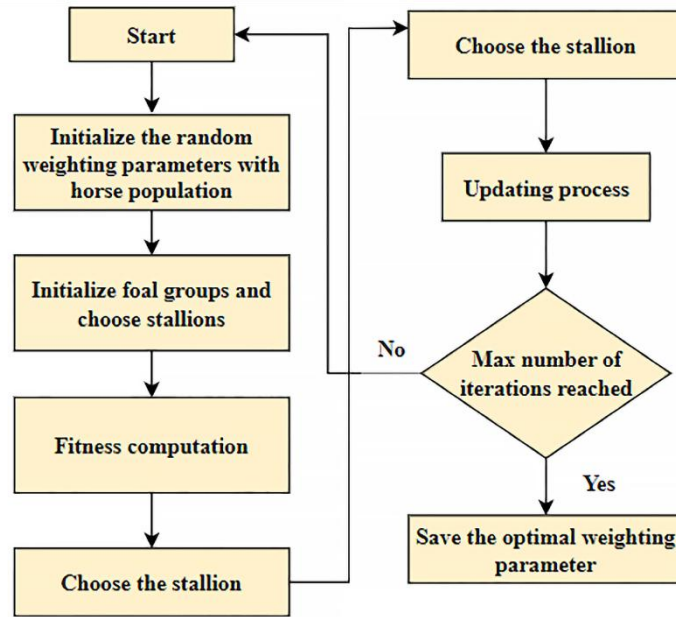 Start
Initialize the random
weighting parameters with
horse population
Initialize foal groups and
choose stallions
Fitness computation
Choose the stallion
Choose the stallion
Updating process
Max number of
iterations reached
No
Yes
Save the optimal weighting
parameter